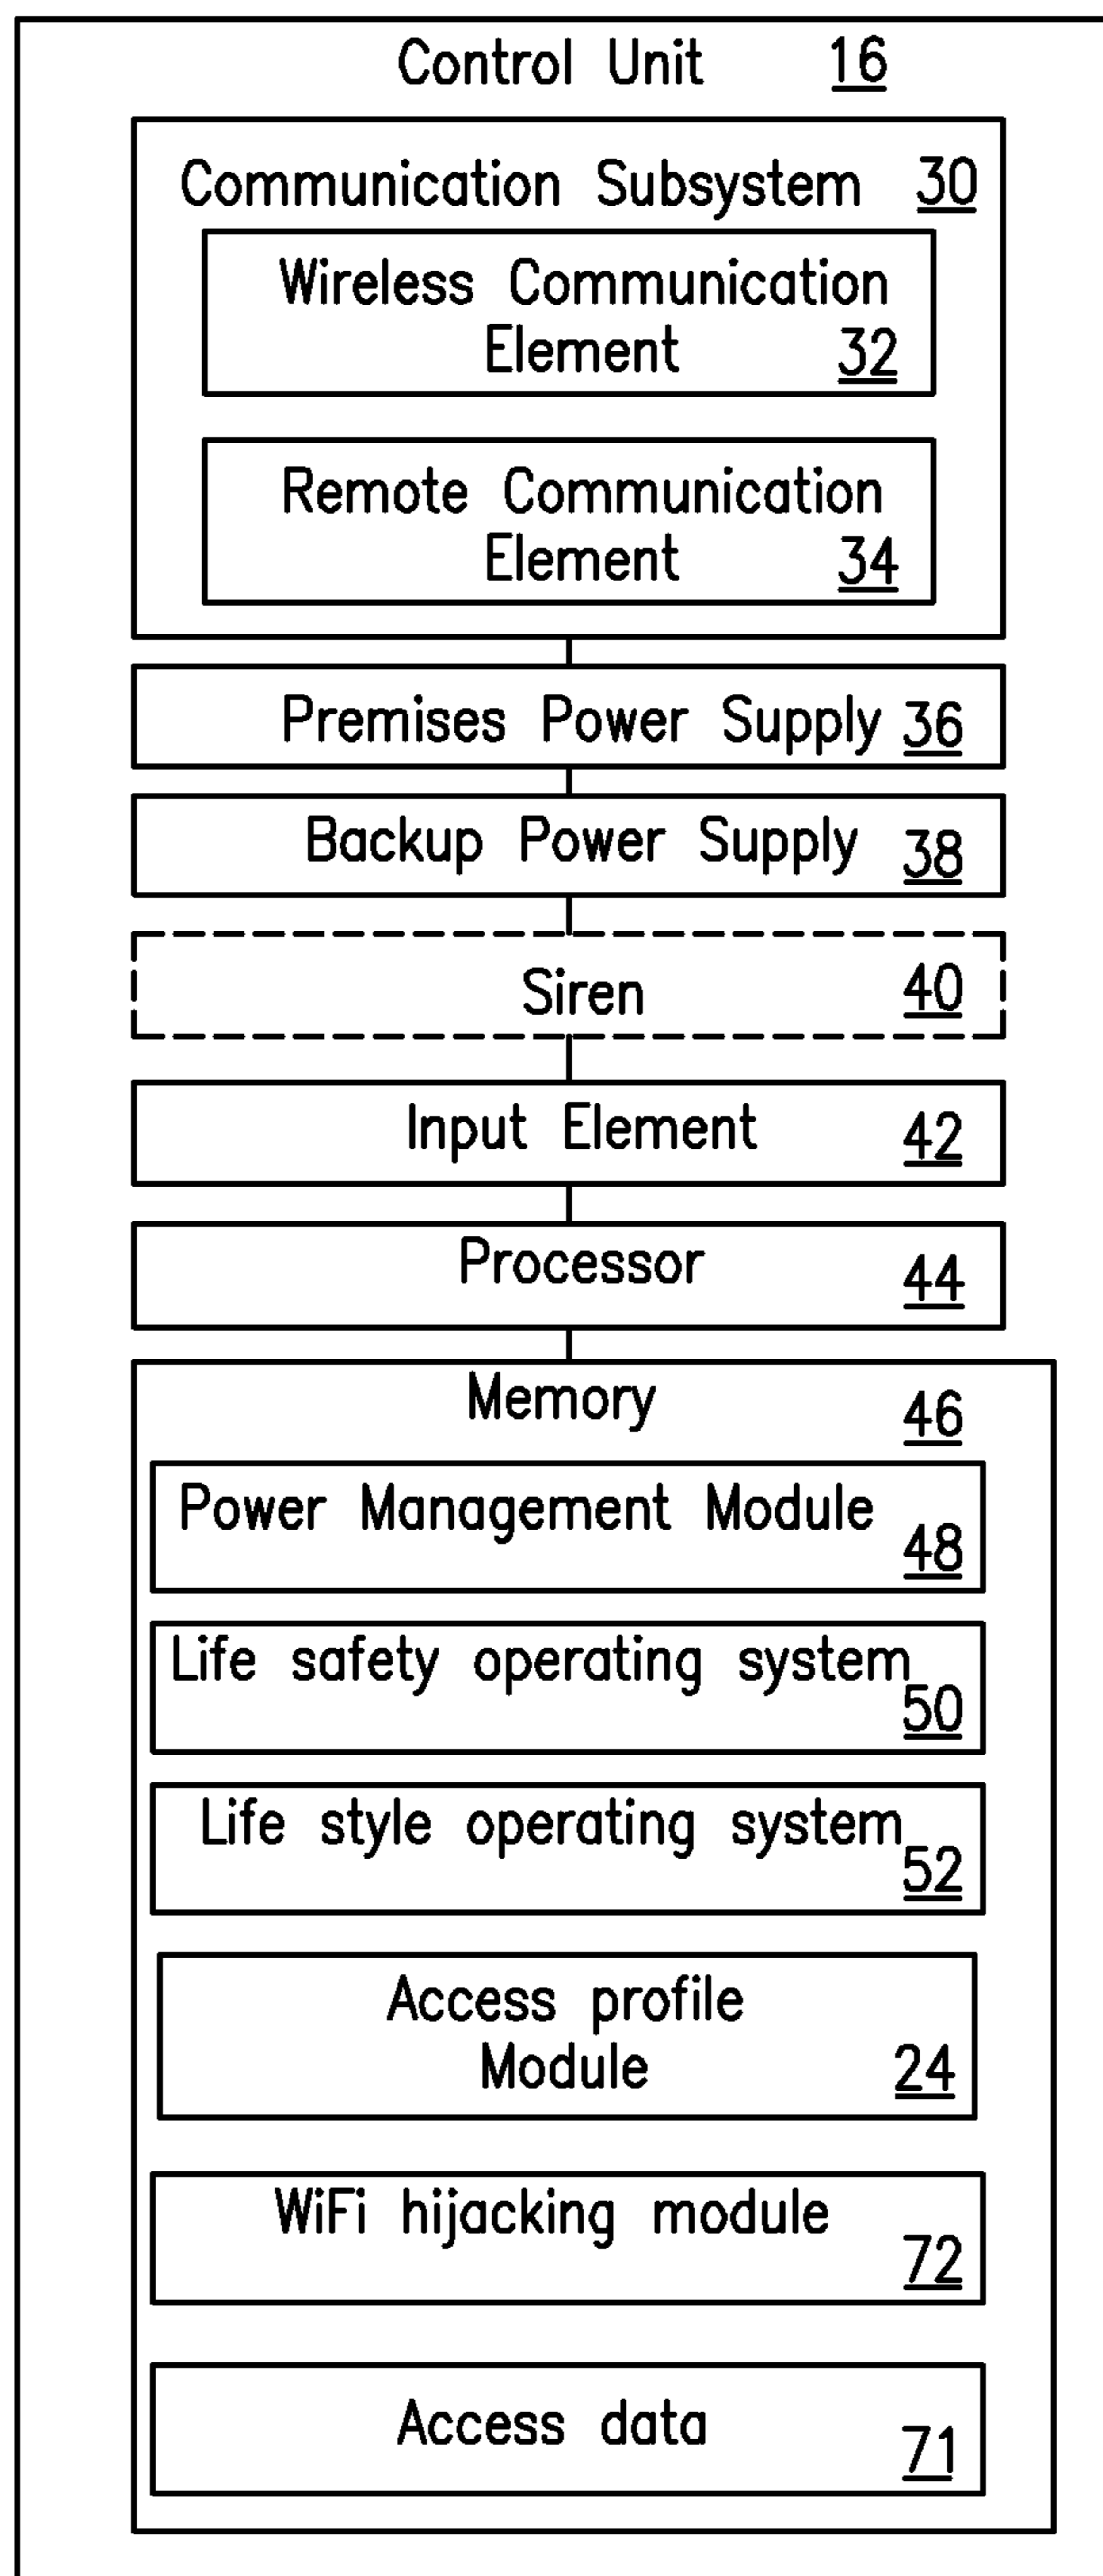 Control Unit 16
Communication Subsystem 30
Wireless Communication
Element 32
Remote Communication
Element 34
Premises Power Supply 36
Backup Power Supply 38
Siren 40
Input Element 42
Processor 44
Memory 46
Power Management Module
48
Life safety operating system
50
Life style operating system
52
Access profile
Module 24
WiFi hijacking module
72
Access data 71